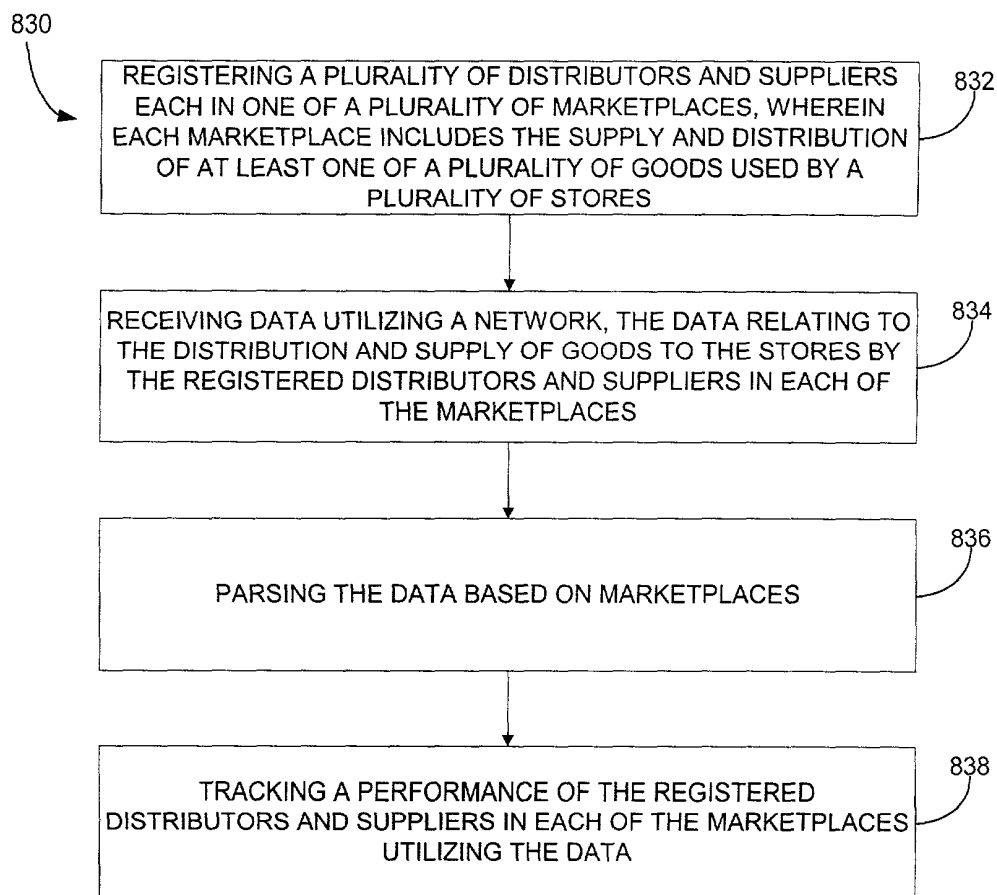 830
REGISTERING A PLURALITY OF DISTRIBUTORS AND SUPPLIERS
EACH IN ONE OF A PLURALITY OF MARKETPLACES, WHEREIN
EACH MARKETPLACE INCLUDES THE SUPPLY AND DISTRIBUTION
OF AT LEAST ONE OF A PLURALITY OF GOODS USED BY A
PLURALITY OF STORES
832
RECEIVING DATA UTILIZING A NETWORK, THE DATA RELATING TO
THE DISTRIBUTION AND SUPPLY OF GOODS TO THE STORES BY
THE REGISTERED DISTRIBUTORS AND SUPPLIERS IN EACH OF
THE MARKETPLACES
834
PARSING THE DATA BASED ON MARKETPLACES
836
TRACKING A PERFORMANCE OF THE REGISTERED
DISTRIBUTORS AND SUPPLIERS IN EACH OF THE MARKETPLACES
UTILIZING THE DATA
838